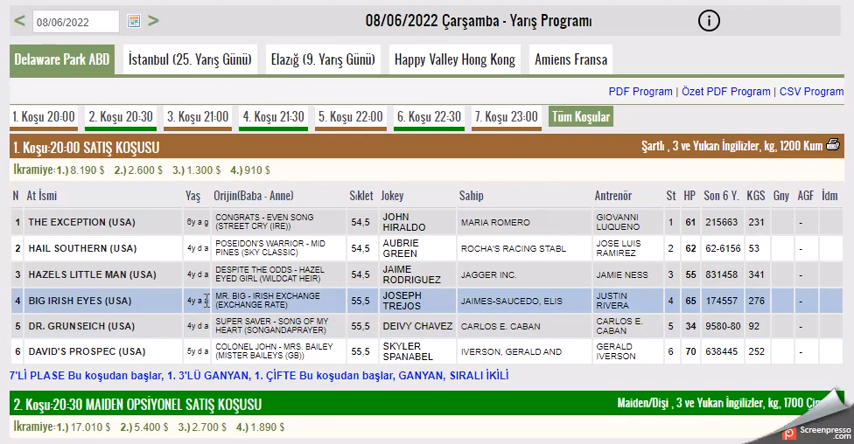 08/06/2022
08/06/2022 Çarşamba - Yarış Programı
Delaware Park ABD İstanbul (25. Yarış Günü) Elazığ (9. Yarış Günü) Happy Valley Hong Kong Amiens Fransa
PDF Program | Özet PDF Program | CSV Program
1. Koşu 20:00 2. Koşu 20:30 3. Koşu 21:00 4. Koşu 21:30 5. Koşu 22:00 6. Koşu 22:30 7. Koşu 23:00 Tüm Koşular
1. Koşu:20:00 SATIŞ KOŞUSU Şartlı , 3 ve Yukarı İngilizler, kg, 1200 Kum
İkramiye: 1.) 8.190 $ 2.) 2.600 $ 3.) 1.300 $ 4.) 910 $
N At İsmi Yaş Orijin(Baba - Anne) Sıklet Jokey Sahip Antrenör St HP Son 6 Y. KGS Gny AGF İdm
1 THE EXCEPTION (USA) 6y a g CONGRATS - EVEN SONG (STREET CRY (IRE)) 54,5 JOHN HIRALDO MARIA ROMERO GIOVANNI LUQUENO 1 61 215663 231 -
2 HAIL SOUTHERN (USA) 4y d a POSEIDON'S WARRIOR - MID PINES (SKY CLASSIC) 54,5 AUBRIE GREEN ROCHA'S RACING STABL JOSE LUIS RAMIREZ 2 62 62-6156 53 -
3 HAZELS LITTLE MAN (USA) 4y d a DESPITE THE ODDS - HAZEL EYED GIRL (WILDCAT HEIR) 54,5 JAIME RODRIGUEZ JAGGER INC. JAMIE NESS 3 55 831458 341 -
4 BIG IRISH EYES (USA) 4y a MR. BIG - IRISH EXCHANGE (EXCHANGE RATE) 55,5 JOSEPH TREJOS JAIMES-SAUCEDO, ELIS JUSTIN RIVERA 4 65 174557 276 -
5 DR. GRUNSEICH (USA) 4y d a SUPER SAVER - SONG OF MY HEART (SONGANDAPRAYER) 55,5 DEIVY CHAVEZ CARLOS E. CABAN CARLOS E. CABAN 5 34 9580-80 92 -
6 DAVID'S PROSPEC (USA) 5y d a COLONEL JOHN - MRS. BAILEY (MISTER BAILEYS (GB)) 55,5 SKYLER SPANABEL IVERSON, GERALD AND GERALD IVERSON 6 70 638445 252 -
7'Lİ PLASE Bu koşudan başlar, 1. 3'LÜ GANYAN, 1. ÇİFTE Bu koşudan başlar, GANYAN, SIRALI İKİLİ
2. Koşu:20:30 MAIDEN OPSİYONEL SATIŞ KOŞUSU Maiden/Dişi , 3 ve Yukarı İngilizler, kg, 1700
İkramiye: 1.) 17.010 $ 2.) 5.400 $ 3.) 2.700 $ 4.) 1.890 $
Screenpresso
.com